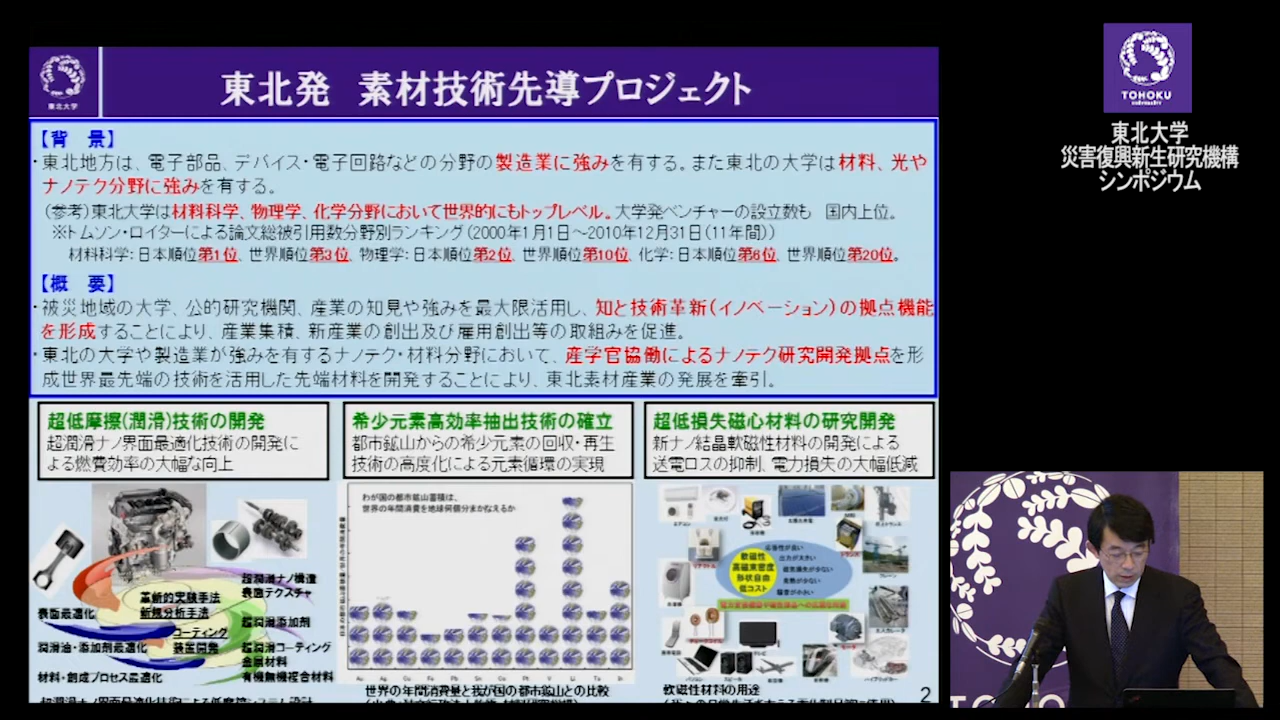 東北大学
東北発 素材技術先導プロジェクト
【背 景】
・東北地方は、電子部品、デバイス・電子回路などの分野の製造業に強みを有する。また東北の大学は材料、光や
ナノテク分野に強みを有する。
(参考)東北大学は材料科学、物理学、化学分野において世界的にもトップレベル。大学発ベンチャーの設立数も 国内上位。
※トムソン・ロイターによる論文総被引用数分野別ランキング(2000年1月1日~2010年12月31日(11年間))
材料科学:日本順位第1位、世界順位第3位、物理学:日本順位第2位、世界順位第10位、化学:日本順位第6位、世界順位第20位。
【概 要】
・被災地域の大学、公的研究機関、産業の知見や強みを最大限活用し、知と技術革新(イノベーション)の拠点機能
を形成することにより、産業集積、新産業の創出及び雇用創出等の取組みを促進。
・東北の大学や製造業が強みを有するナノテク・材料分野において、産学官協働によるナノテク研究開発拠点を形
成世界最先端の技術を活用した先端材料を開発することにより、東北素材産業の発展を牽引。
超低摩擦(潤滑)技術の開発
超潤滑ナノ界面最適化技術の開発に
よる燃費効率の大幅な向上
希少元素高効率抽出技術の確立
都市鉱山からの希少元素の回収・再生
技術の高度化による元素循環の実現
超低損失磁心材料の研究開発
新ナノ結晶軟磁性材料の開発による
送電ロスの抑制、電力損失の大幅低減
超潤滑ナノ構造
表面テクスチャ
革新的実験手法
新規分析手法
表面最適化
超潤滑添加剤
コーティング
装置開発
潤滑油・添加剤最適化
超潤滑コーティング
金属材料
有機無機複合材料
材料・創成プロセス最適化
わが国の都市鉱山蓄積は、
世界の年間消費を地球何個分まかなえるか
世界の年間消費量と我が国の都市鉱山との比較
軟磁性
高磁束密度
形状自由
低コスト
軟磁性材料の用途
2
TOHOKU
UNIVERSITY
東北大学
災害復興新生研究機構
シンポジウム